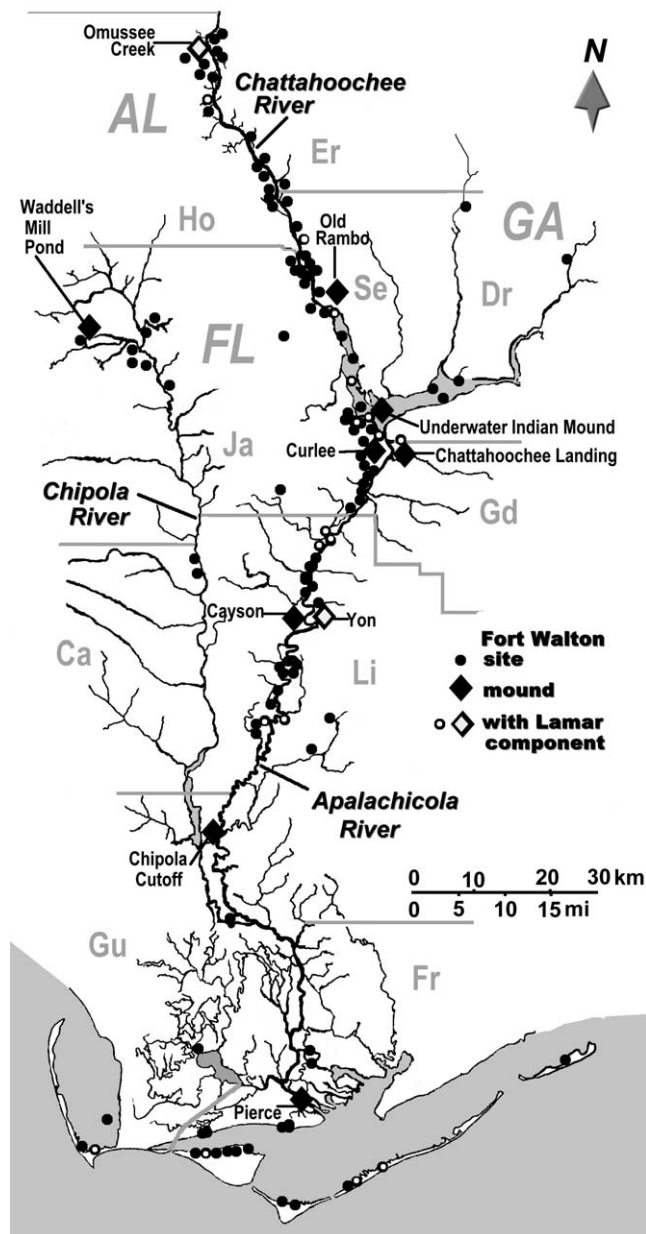 Omussee
Creek
N
Chattahoochee
River
AL
Er
Waddell's
Mill
Pond
Ho
Old
Rambo
GA
Se
Dr
FL
Underwater Indian Mound
Ja
Curlee
Chattahoochee Landing
Chipola
River
Gd
Cayson
Yon
Fort Walton
site
Ca
Li
mound
with Lamar
component
Apalachicola
River
Chipola
Cutoff
0 10 20 30 km
0 5 10 15 mi
Gu
Fr
Pierce